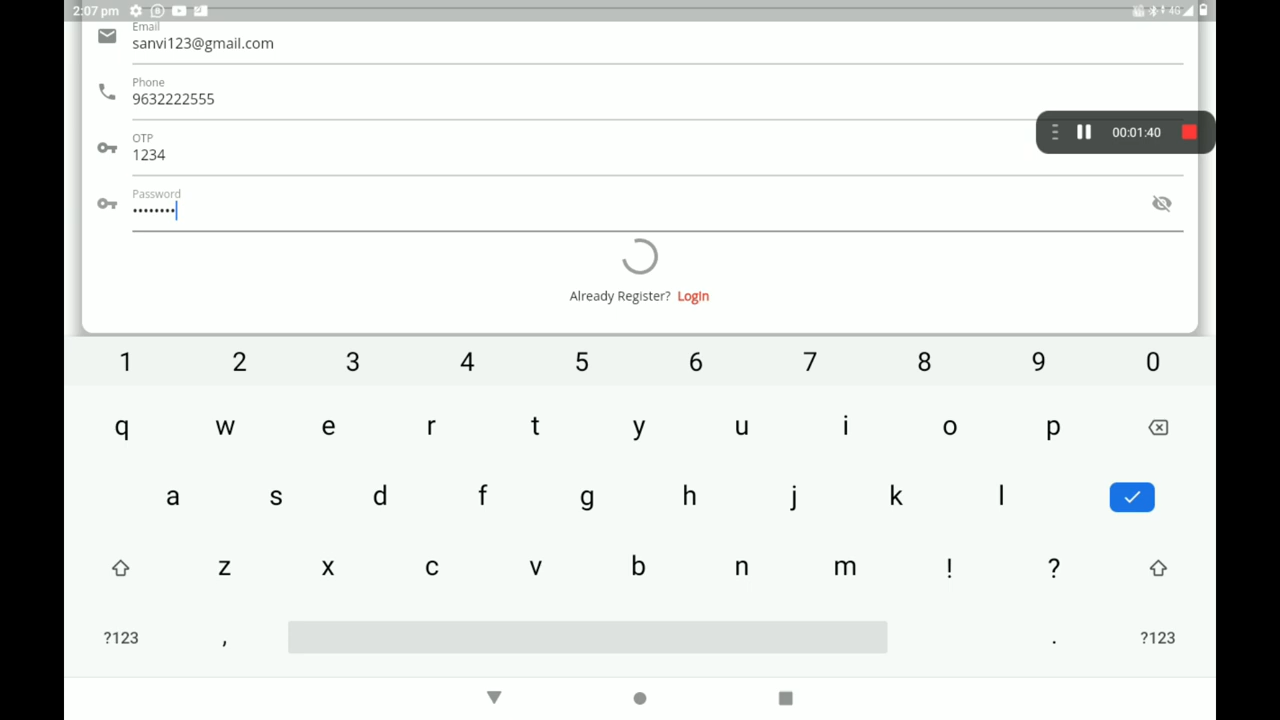 2:07 pm
4G
Email
sanvi123@gmail.com
Phone
9632222555
00:01:40
OTP
1234
Password
••••••••
Already Register? LogIn
1 2 3 4 5 6 7 8 9 0
q w e r t y u i o p
a s d f g h j k l
z x c v b n m ! ?
?123 , . ?123